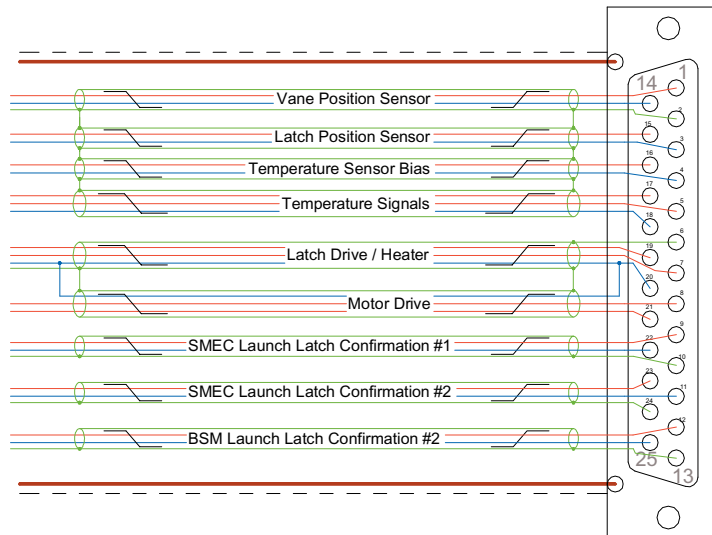 1
14
Vane Position Sensor
2
15
Latch Position Sensor
3
16
Temperature Sensor Bias
4
17
Temperature Signals
5
18
6
Latch Drive / Heater
19
7
20
Motor Drive
8
21
9
SMEC Launch Latch Confirmation #1
22
10
23
SMEC Launch Latch Confirmation #2
11
24
12
BSM Launch Latch Confirmation #2
25
13